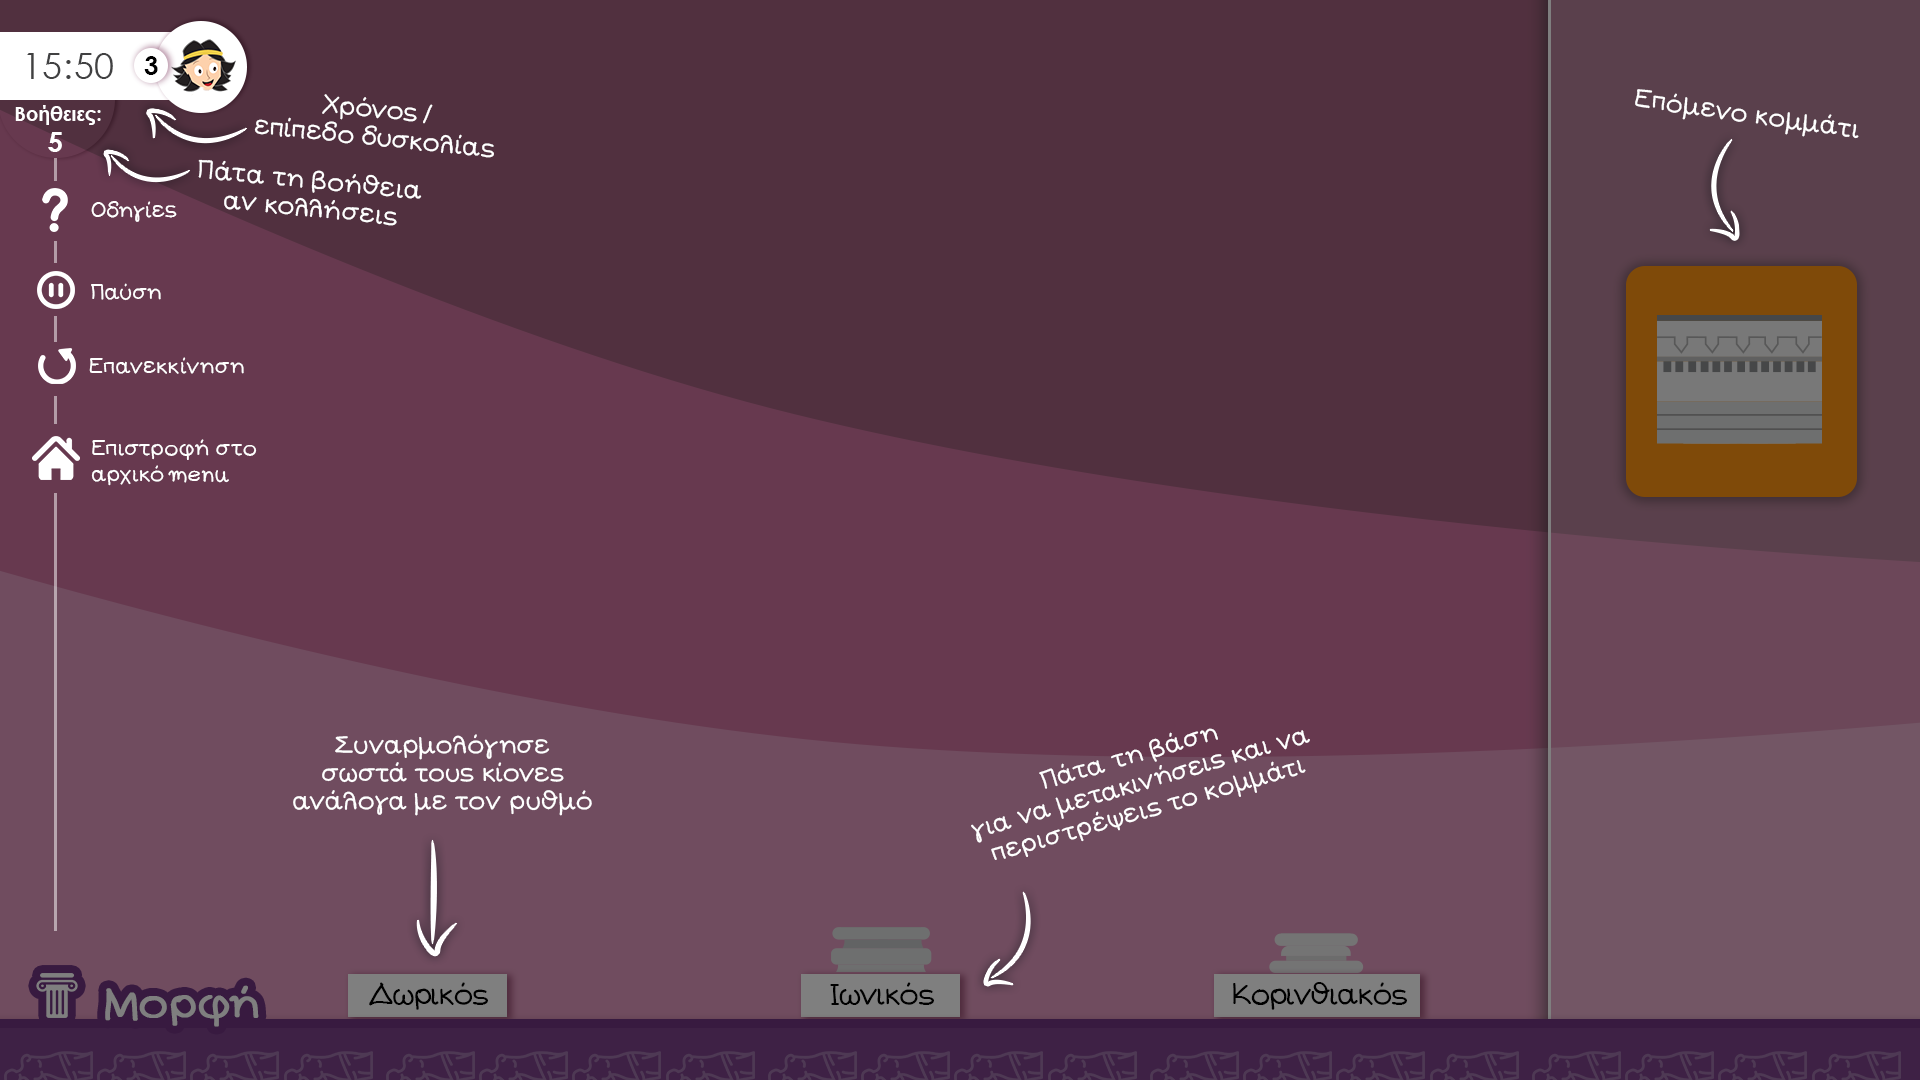 15:50
3
Βοήθειες:
5
Χρόνος /
επίπεδο δυσκολίας
Πάτα τη βοήθεια
αν κολλήσεις
Οδηγίες
Παύση
Επανεκκίνηση
Επιστροφή στο
αρχικό menu
Επόμενο κομμάτι
Συναρμολόγησε
σωστά τους κίονες
ανάλογα με τον ρυθμό
Πάτα τη βάση
για να μετακινήσεις και να
περιστρέψεις το κομμάτι
Μορφή
Δωρικός
Ιωνικός
Κορινθιακός